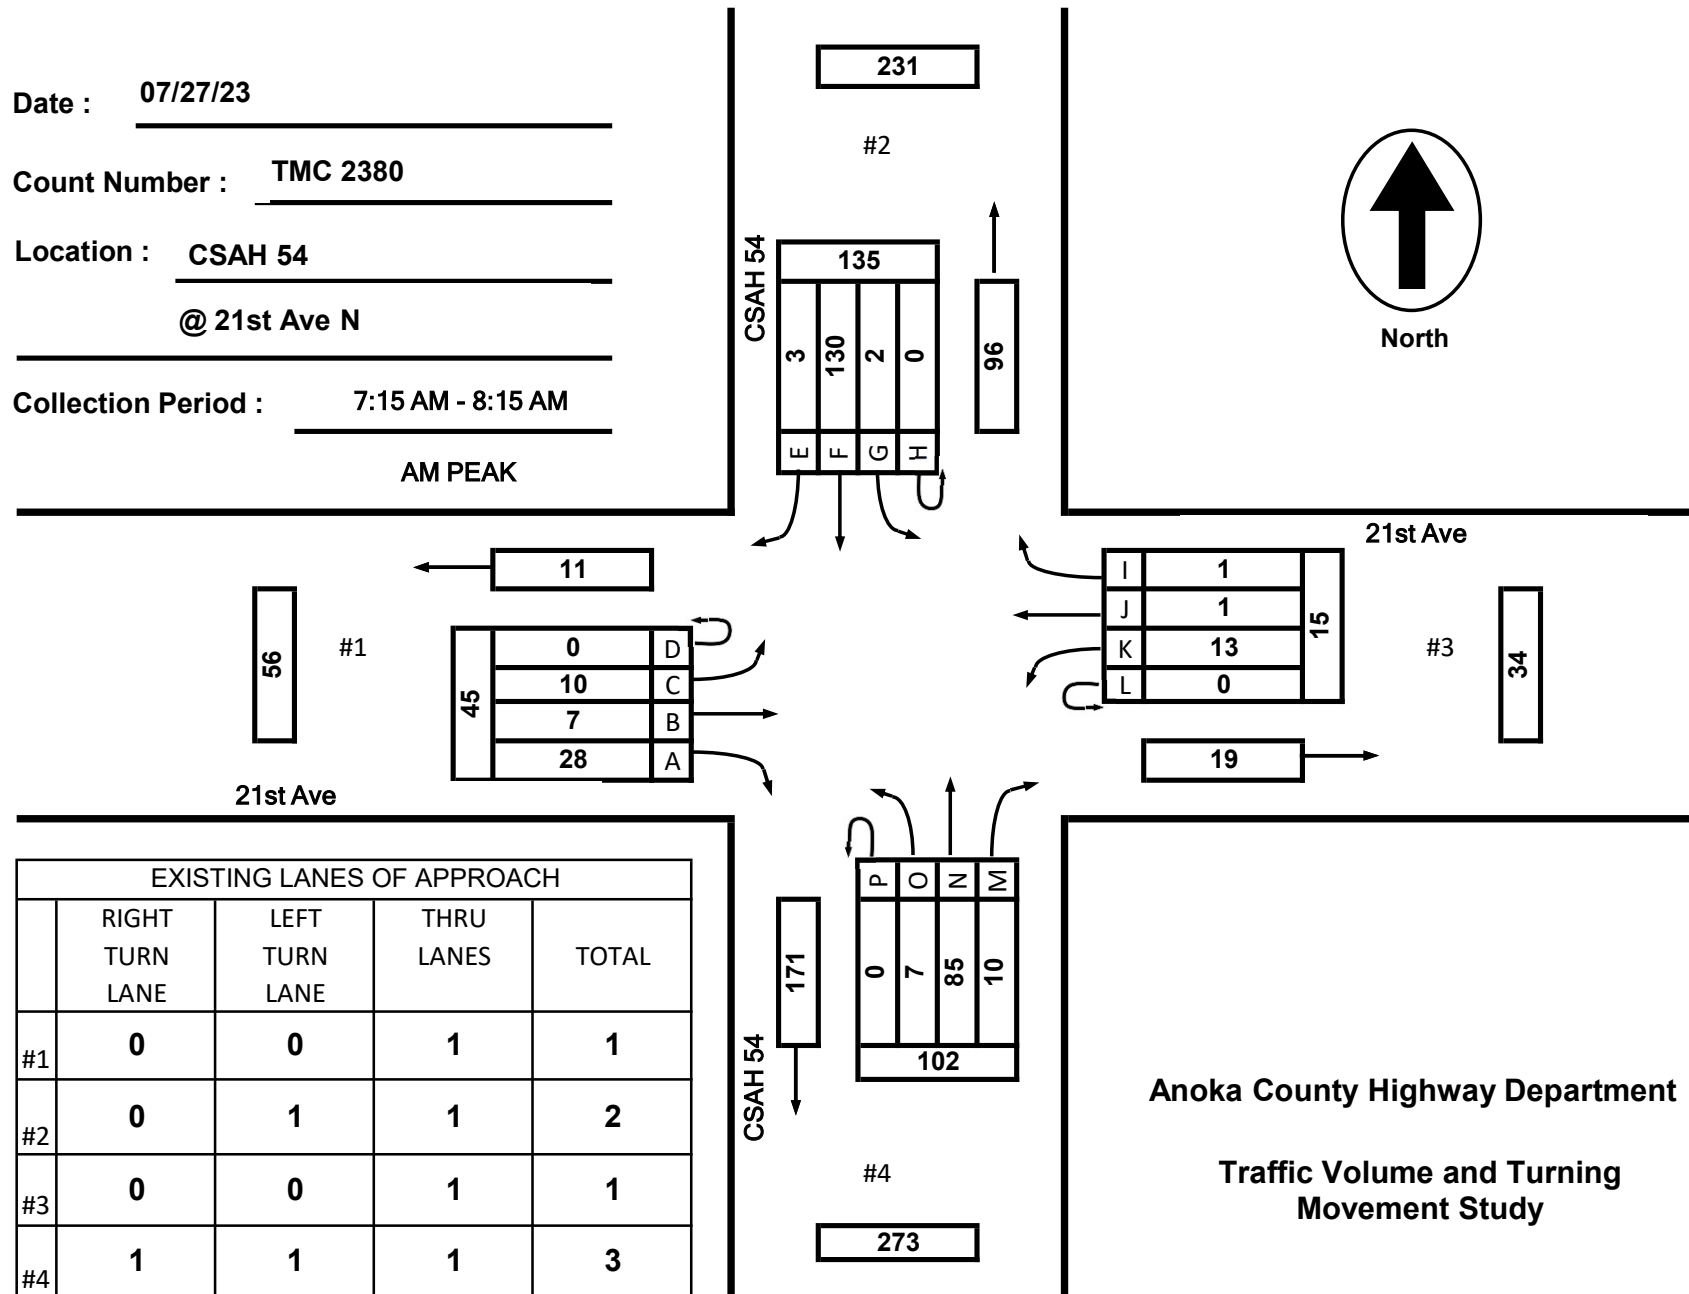 Date : 07/27/23
Count Number : TMC 2380
Location : CSAH 54
@ 21st Ave N
Collection Period : 7:15 AM - 8:15 AM
AM PEAK
231
#2
CSAH 54
135
3 130 2 0
E F G H
96
North
21st Ave
11
56
#1
45
0 D
10 C
7 B
28 A
21st Ave
I 1
J 1
K 13
L 0
15
#3
34
19
171
CSAH 54
P O N M
0 7 85 10
102
#4
273
EXISTING LANES OF APPROACH
RIGHT LEFT THRU
TURN TURN LANES TOTAL
LANE LANE
#1 0 0 1 1
#2 0 1 1 2
#3 0 0 1 1
#4 1 1 1 3
Anoka County Highway Department
Traffic Volume and Turning
Movement Study